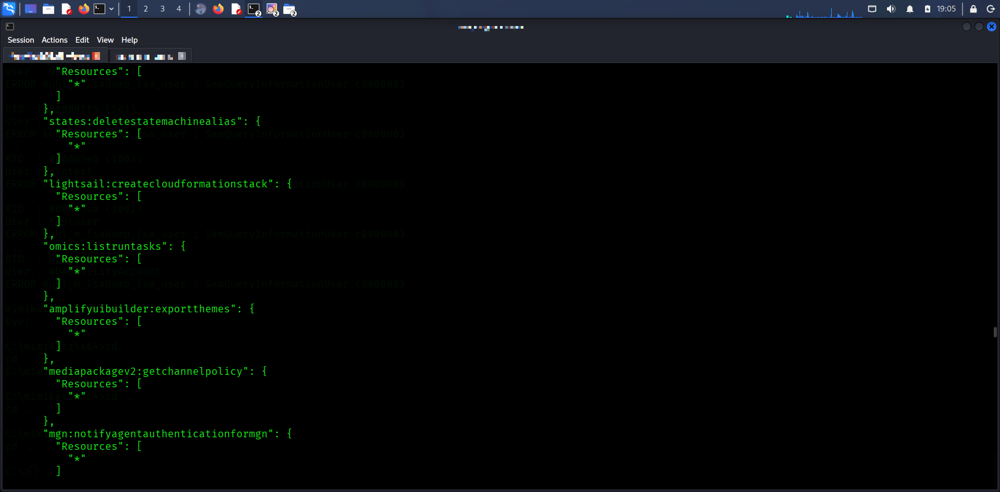 1 2 3 4
19:05
Session Actions Edit View Help
"Resources": [
"*"
]
},
"states:deletestatemachinealias": {
"Resources": [
"*"
]
},
"lightsail:createcloudformationstack": {
"Resources": [
"*"
]
},
"omics:listruntasks": {
"Resources": [
"*"
]
},
"amplifyuibuilder:exportthemes": {
"Resources": [
"*"
]
},
"mediapackagev2:getchannelpolicy": {
"Resources": [
"*"
]
},
"mgn:notifyagentauthenticationformgn": {
"Resources": [
"*"
]